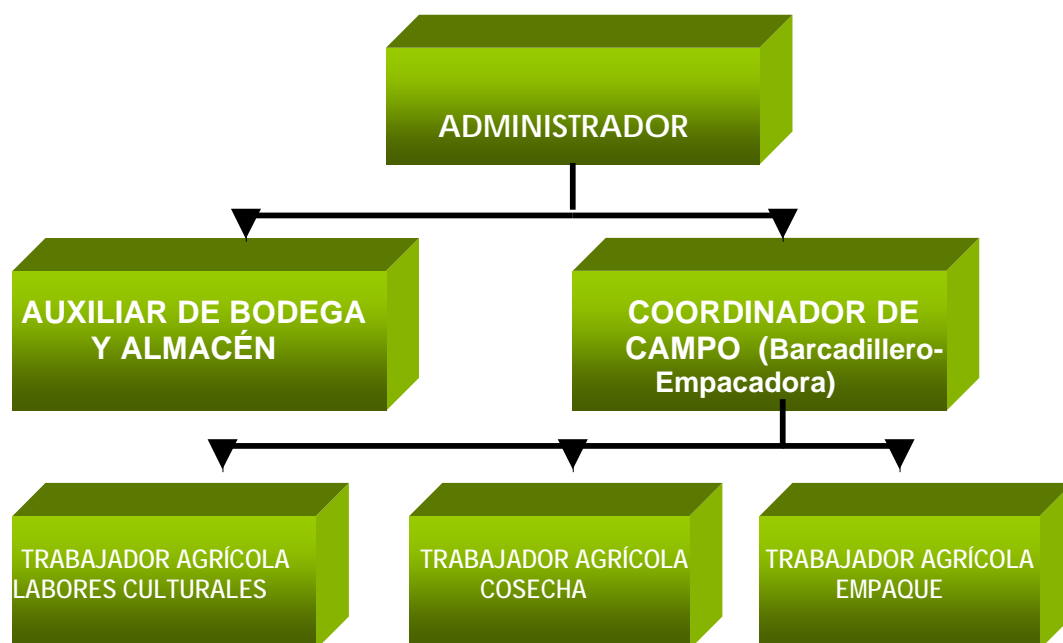 ADMINISTRADOR
AUXILIAR DE BODEGA
Y ALMACÉN
COORDINADOR DE
CAMPO (Barcadillero-
Empacadora)
TRABAJADOR AGRÍCOLA
LABORES CULTURALES
TRABAJADOR AGRÍCOLA
COSECHA
TRABAJADOR AGRÍCOLA
EMPAQUE